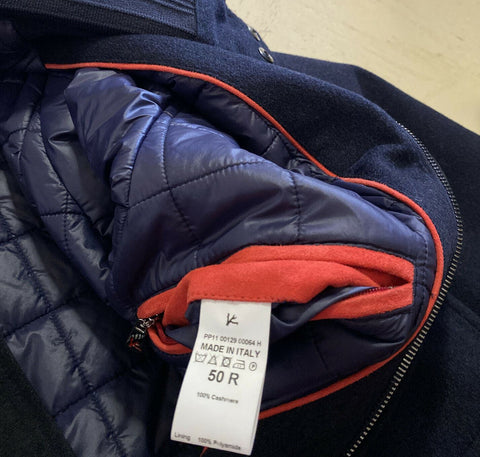 PP11 00129 00064 H
MADE IN ITALY
50 R
100% Cashmere
Lining 100% Polyamide